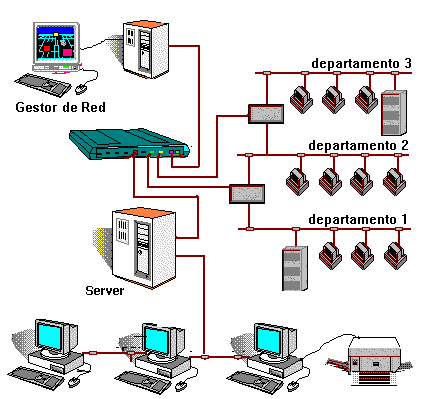 departamento 3
Gestor de Red
departamento 2
departamento 1
Server